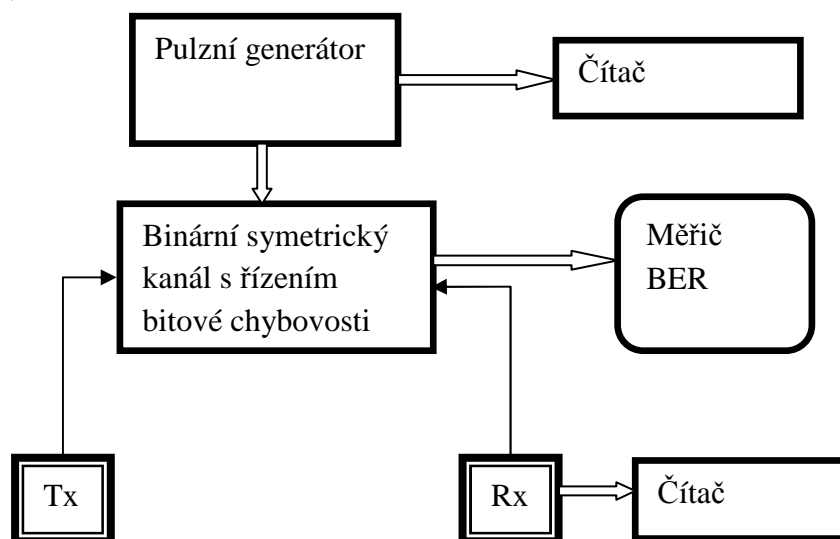 Pulzní generátor
Čítač
Binární symetrický
kanál s řízením
bitové chybovosti
Měřič
BER
Tx
Rx
Čítač